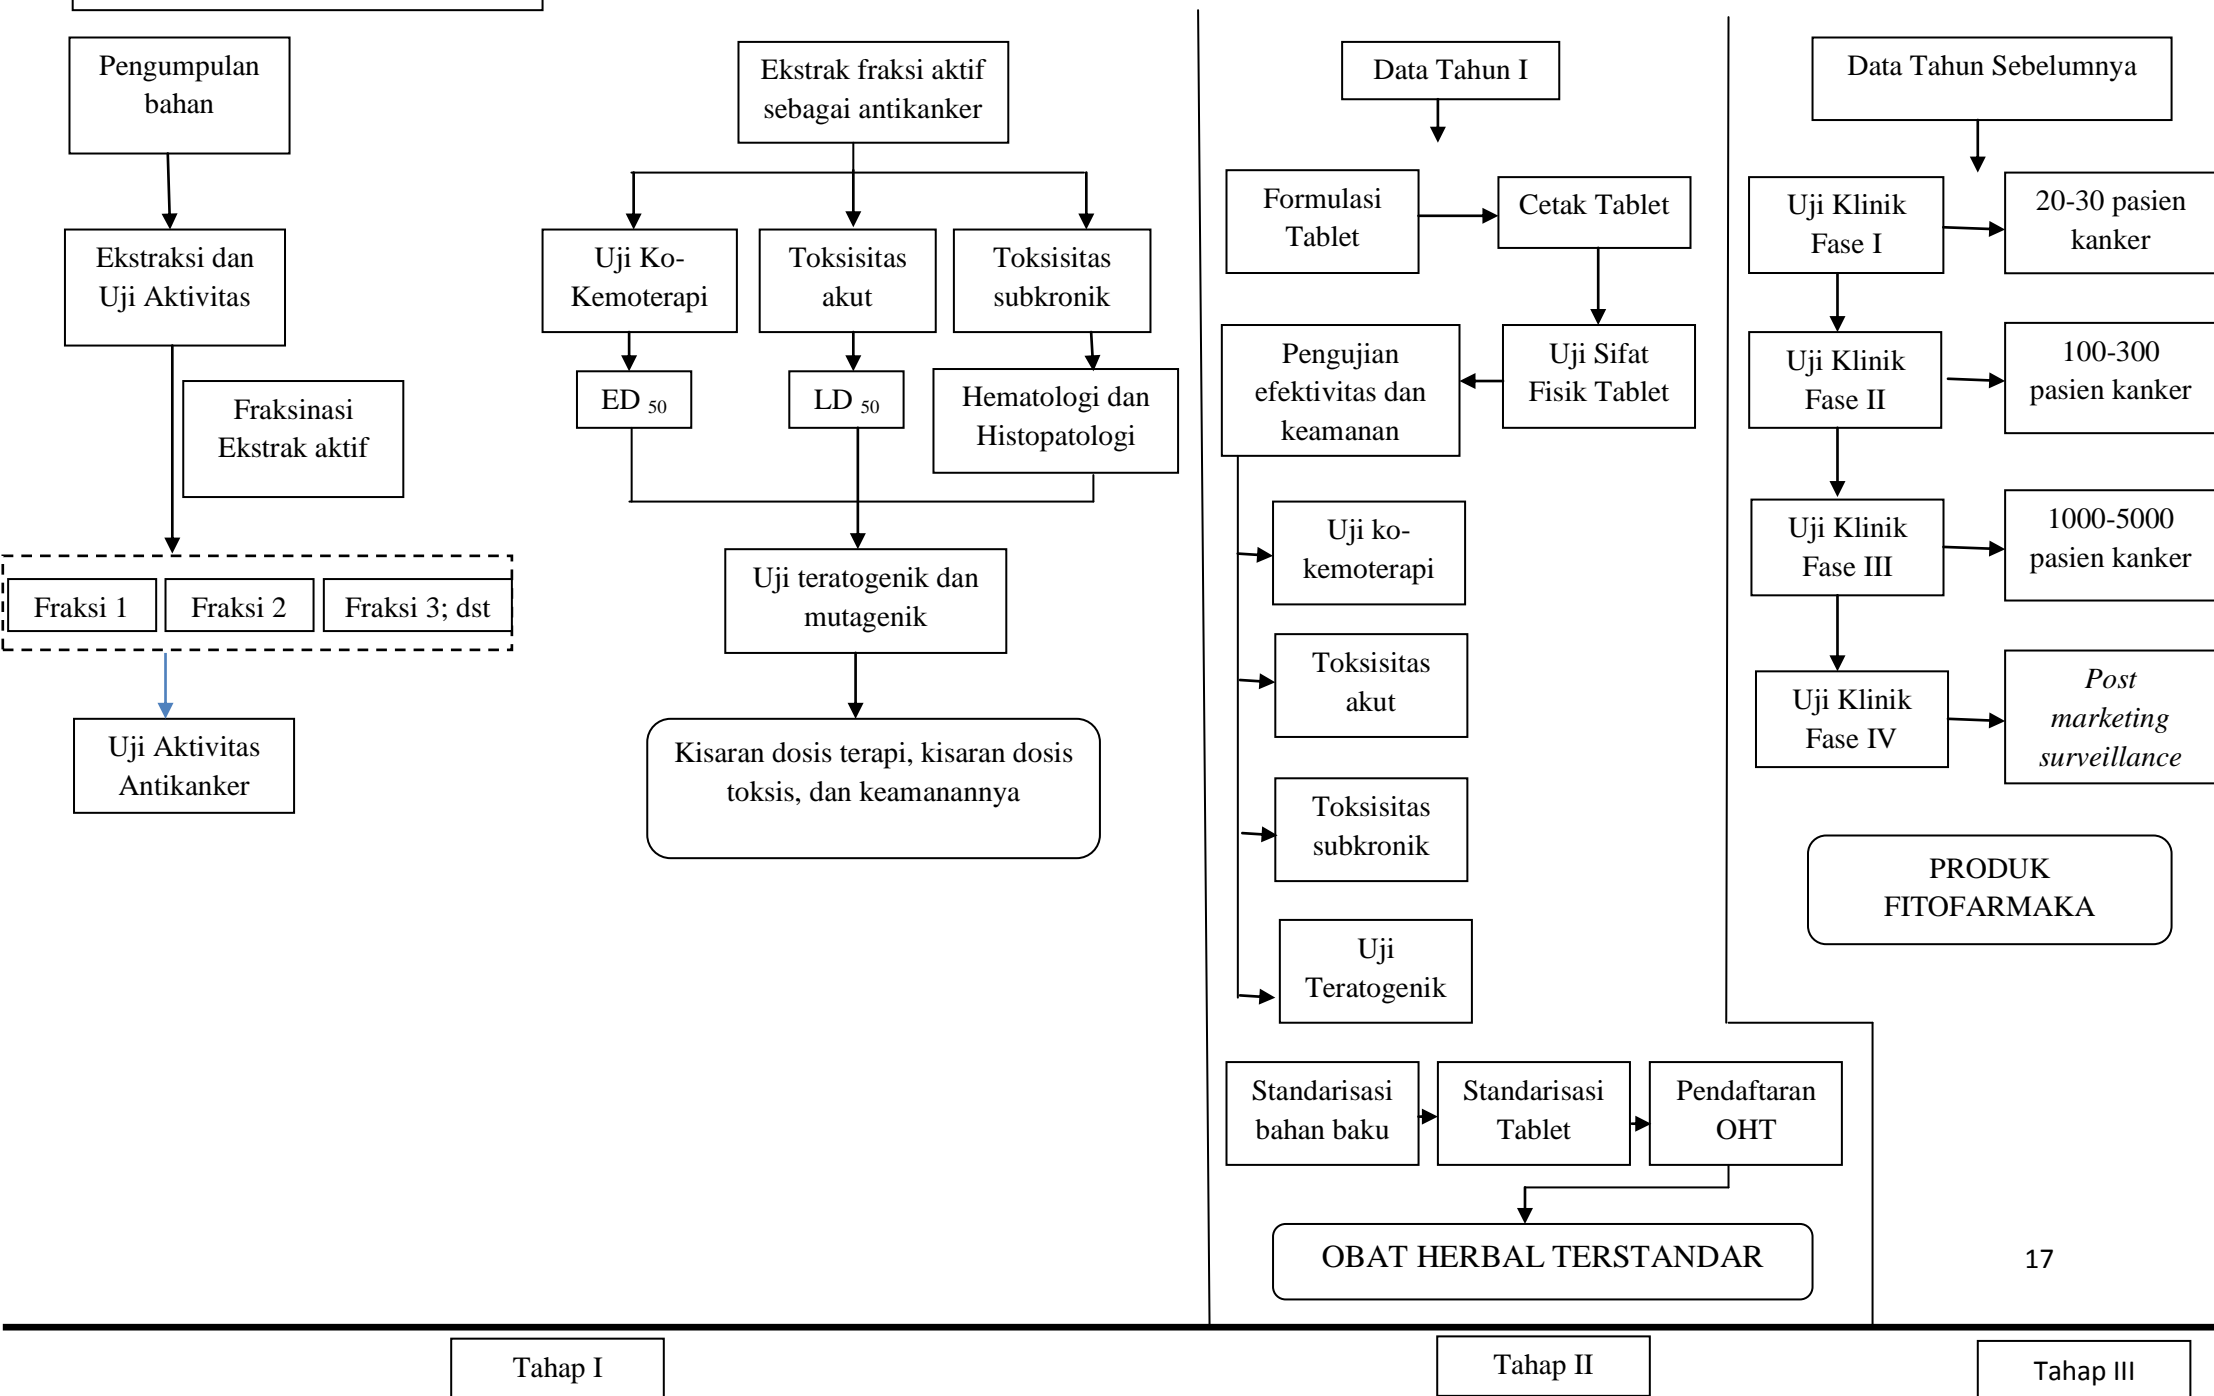 Pengumpulan
bahan
Ekstraksi dan
Uji Aktivitas
Fraksinasi
Ekstrak aktif
Fraksi 1
Fraksi 2
Fraksi 3; dst
Uji Aktivitas
Antikanker
Ekstrak fraksi aktif
sebagai antikanker
Uji Ko-
Kemoterapi
Toksisitas
akut
Toksisitas
subkronik
ED 50
LD 50
Hematologi dan
Histopatologi
Uji teratogenik dan
mutagenik
Kisaran dosis terapi, kisaran dosis
toksis, dan keamanannya
Data Tahun I
Formulasi
Tablet
Cetak Tablet
Pengujian
efektivitas dan
keamanan
Uji Sifat
Fisik Tablet
Uji ko-
kemoterapi
Toksisitas
akut
Toksisitas
subkronik
Uji
Teratogenik
Standarisasi
bahan baku
Standarisasi
Tablet
Pendaftaran
OHT
OBAT HERBAL TERSTANDAR
Data Tahun Sebelumnya
Uji Klinik
Fase I
20-30 pasien
kanker
Uji Klinik
Fase II
100-300
pasien kanker
Uji Klinik
Fase III
1000-5000
pasien kanker
Uji Klinik
Fase IV
Post
marketing
surveillance
PRODUK
FITOFARMAKA
17
Tahap I
Tahap II
Tahap III